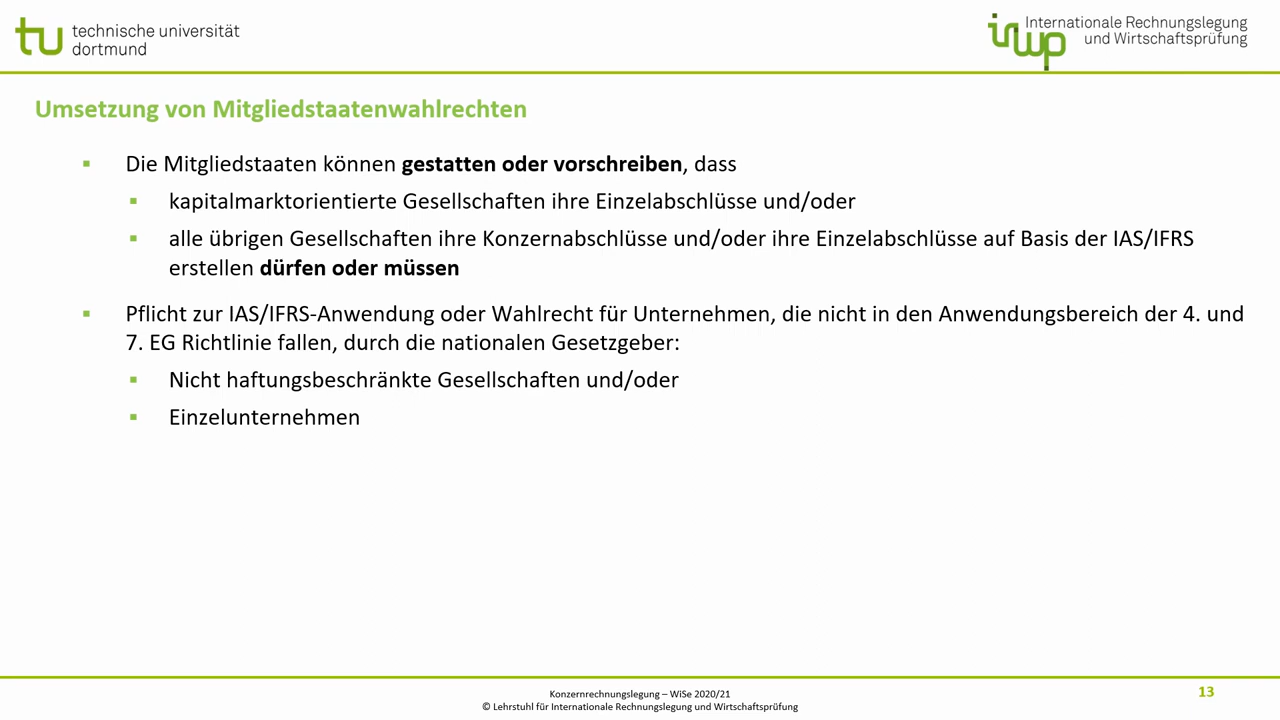 technische universität
dortmund
Internationale Rechnungslegung
und Wirtschaftsprüfung
Umsetzung von Mitgliedstaatenwahlrechten
Die Mitgliedstaaten können gestatten oder vorschreiben, dass
kapitalmarktorientierte Gesellschaften ihre Einzelabschlüsse und/oder
alle übrigen Gesellschaften ihre Konzernabschlüsse und/oder ihre Einzelabschlüsse auf Basis der IAS/IFRS
erstellen dürfen oder müssen
Pflicht zur IAS/IFRS-Anwendung oder Wahlrecht für Unternehmen, die nicht in den Anwendungsbereich der 4. und
7. EG Richtlinie fallen, durch die nationalen Gesetzgeber:
Nicht haftungsbeschränkte Gesellschaften und/oder
Einzelunternehmen
Konzernrechnungslegung – WiSe 2020/21
© Lehrstuhl für Internationale Rechnungslegung und Wirtschaftsprüfung
13